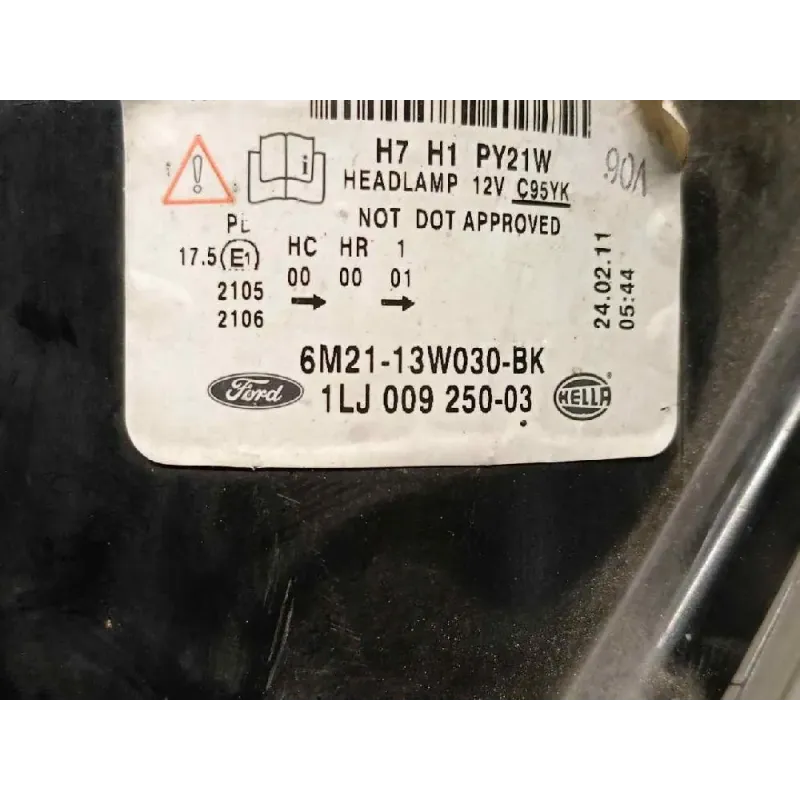 H7 H1 PY21W
HEADLAMP 12V C95YK
NOT DOT APPROVED
901
PL
17.5 E1 HC HR 1
00 00 01
2105
2106
24.02.11
05:44
6M21-13W030-BK
Ford 1LJ 009 250-03 HELLA